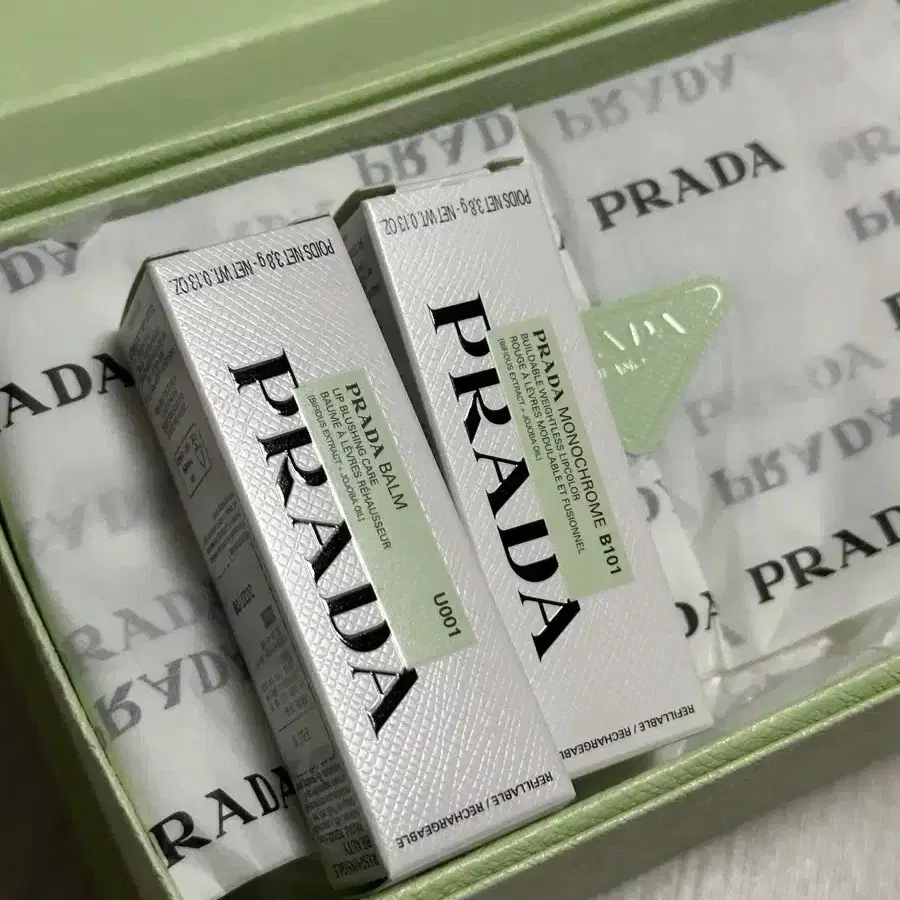 POIDS NET 3,8 g - NET WT. 0.13 OZ
PRADA
PRADA BALM
LIP BLUSHING CARE
BAUME À LÈVRES RÉHAUSSEUR
[BIFIDUS EXTRACT + JOJOBA OIL]
U001
REFILLABLE / RECHARGEABLE
POIDS NET 3,8 g - NET WT. 0.13 OZ
PRADA
PRADA MONOCHROME B101
BUILDABLE WEIGHTLESS LIPCOLOR
ROUGE À LÈVRES MODULABLE ET FUSIONNEL
[BIFIDUS EXTRACT + JOJOBA OIL]
REFILLABLE / RECHARGEABLE
PRADA
PRADA
PRADA
PRADA
PRADA